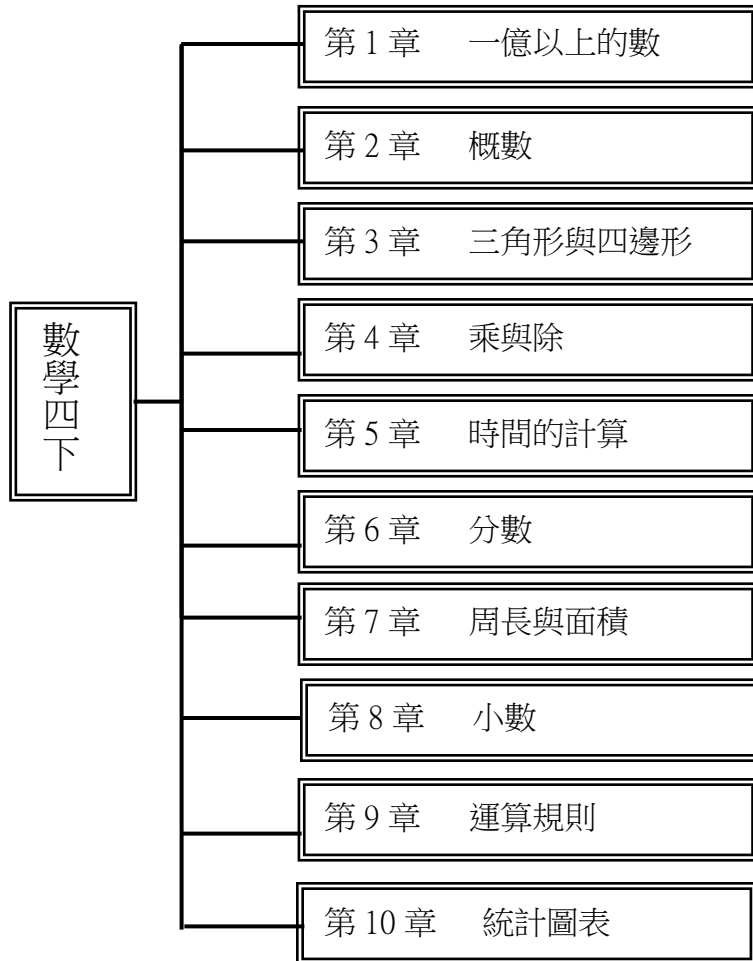 數學四下
第 1 章 一億以上的數
第 2 章 概數
第 3 章 三角形與四邊形
第 4 章 乘與除
第 5 章 時間的計算
第 6 章 分數
第 7 章 周長與面積
第 8 章 小數
第 9 章 運算規則
第 10 章 統計圖表